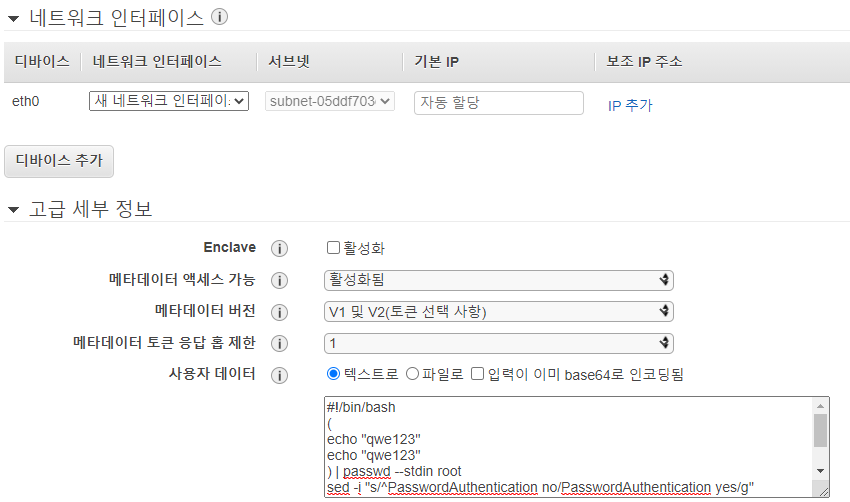 네트워크 인터페이스
디바이스 네트워크 인터페이스 서브넷 기본 IP 보조 IP 주소
eth0 새 네트워크 인터페이스 subnet-05ddf703 자동 할당 IP 추가
디바이스 추가
고급 세부 정보
Enclave 활성화
메타데이터 액세스 가능 활성화됨
메타데이터 버전 V1 및 V2(토큰 선택 사항)
메타데이터 토큰 응답 홉 제한 1
사용자 데이터 텍스트로 파일로 입력이 이미 base64로 인코딩됨
#!/bin/bash
(
echo "qwe123"
echo "qwe123"
) | passwd --stdin root
sed -i "s/^PasswordAuthentication no/PasswordAuthentication yes/g"